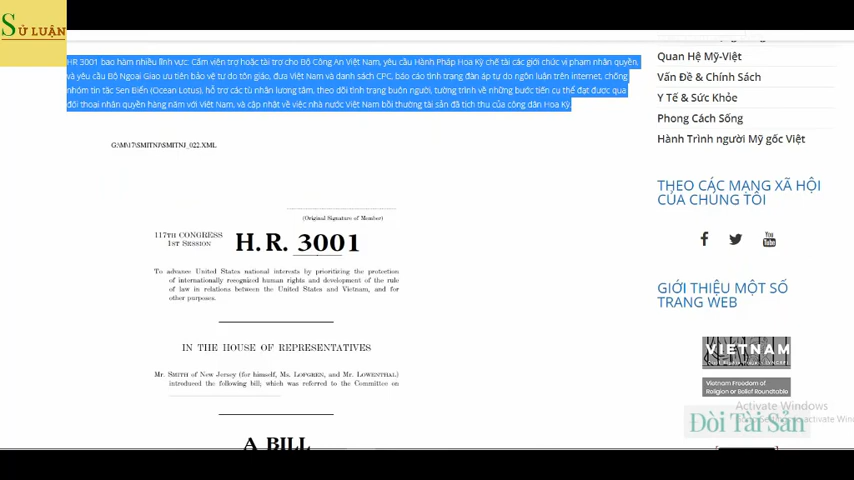 SỬ LUẬN
HR 3001 bao hàm nhiều lĩnh vực: Cấm viện trợ hoặc tài trợ cho Bộ Công An Việt Nam, yêu cầu Hành Pháp Hoa Kỳ chế tài các giới chức vi phạm nhân quyền,
và yêu cầu Bộ Ngoại Giao ưu tiên bảo vệ tự do tôn giáo, đưa Việt Nam và danh sách CPC, báo cáo tình trạng đàn áp tự do ngôn luận trên internet, chống
nhóm tin tặc Sen Biển (Ocean Lotus), hỗ trợ các tù nhân lương tâm, theo dõi tình trạng buôn người, tường trình về những bước tiến cụ thể đạt được qua
đối thoại nhân quyền hàng năm với Việt Nam, và cập nhật về việc nhà nước Việt Nam bồi thường tài sản đã tịch thu của công dân Hoa Kỳ.
G:\M\17\SMITNJ\SMITNJ_022.XML
(Original Signature of Member)
117TH CONGRESS
1ST SESSION
H. R. 3001
To advance United States national interests by prioritizing the protection
of internationally recognized human rights and development of the rule
of law in relations between the United States and Vietnam, and for
other purposes.
IN THE HOUSE OF REPRESENTATIVES
Mr. SMITH of New Jersey (for himself, Ms. LOFGREN, and Mr. LOWENTHAL)
introduced the following bill; which was referred to the Committee on
A BILL
Quan Hệ Mỹ-Việt
Vấn Đề & Chính Sách
Y Tế & Sức Khỏe
Phong Cách Sống
Hành Trình người Mỹ gốc Việt
THEO CÁC MẠNG XÃ HỘI
CỦA CHÚNG TÔI
You
Tube
GIỚI THIỆU MỘT SỐ
TRANG WEB
VIETNAM
Vietnam Freedom of
Religion or Belief Roundtable
Activate Windows
Đòi Tài Sản
activate Wind